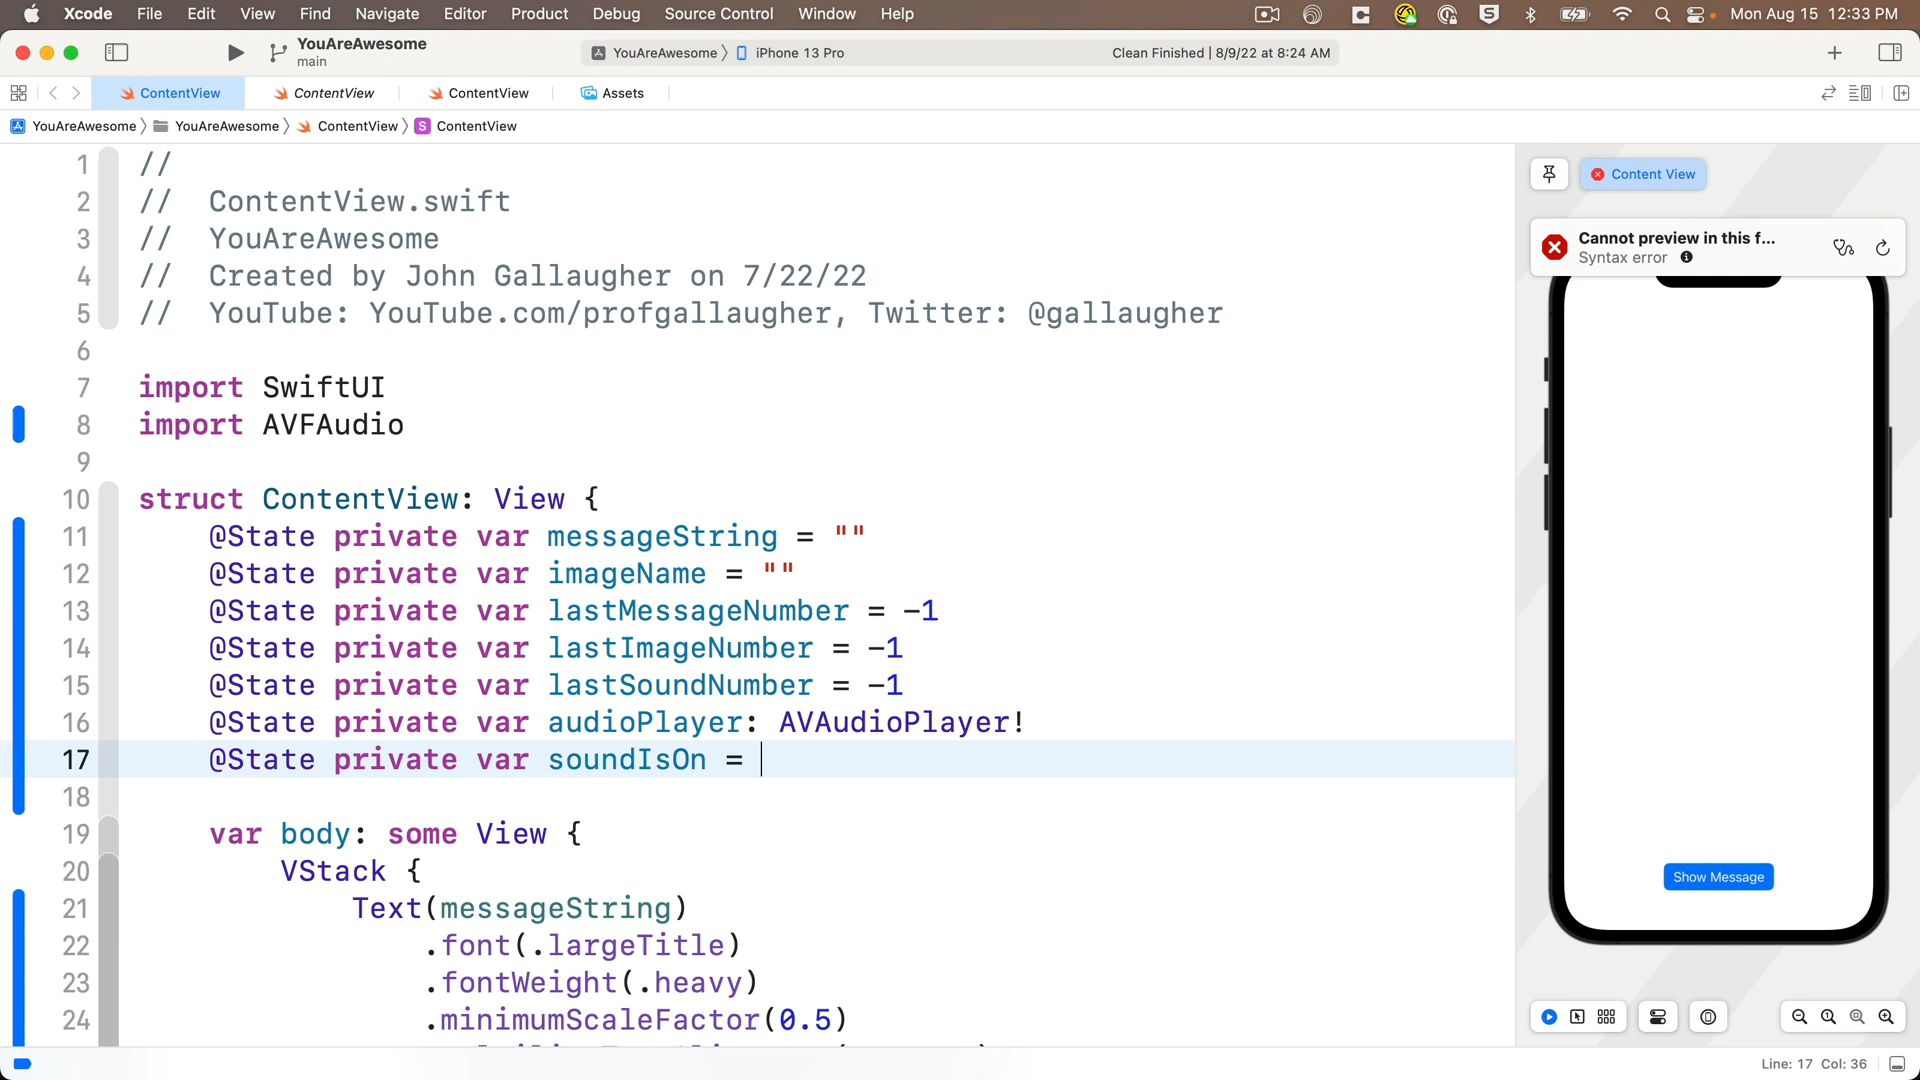 Xcode File Edit View Find Navigate Editor Product Debug Source Control Window Help Mon Aug 15 12:33 PM
YouAreAwesome
main
YouAreAwesome 〉 iPhone 13 Pro Clean Finished | 8/9/22 at 8:24 AM
ContentView ContentView ContentView Assets
YouAreAwesome 〉 YouAreAwesome 〉 ContentView 〉 S ContentView
1 //
2 // ContentView.swift
3 // YouAreAwesome
4 // Created by John Gallaugher on 7/22/22
5 // YouTube: YouTube.com/profgallaugher, Twitter: @gallaugher
6
7 import SwiftUI
8 import AVFAudio
9
10 struct ContentView: View {
11 @State private var messageString = ""
12 @State private var imageName = ""
13 @State private var lastMessageNumber = -1
14 @State private var lastImageNumber = -1
15 @State private var lastSoundNumber = -1
16 @State private var audioPlayer: AVAudioPlayer!
17 @State private var soundIsOn =
18
19 var body: some View {
20 VStack {
21 Text(messageString)
22 .font(.largeTitle)
23 .fontWeight(.heavy)
24 .minimumScaleFactor(0.5)
Content View
Cannot preview in this f...
Syntax error
Show Message
Line: 17 Col: 36